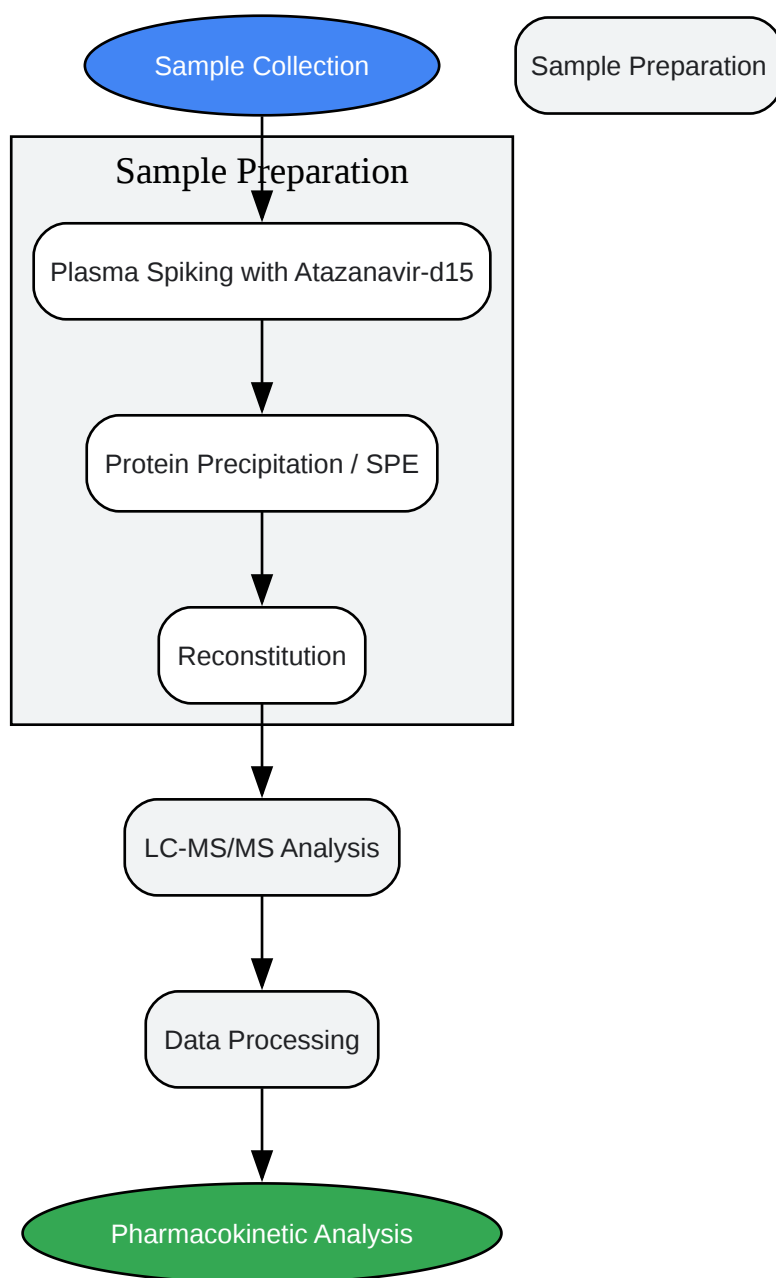 Sample Collection
Sample Preparation
Sample Preparation
Plasma Spiking with Atazanavir-d15
Protein Precipitation / SPE
Reconstitution
LC-MS/MS Analysis
Data Processing
Pharmacokinetic Analysis